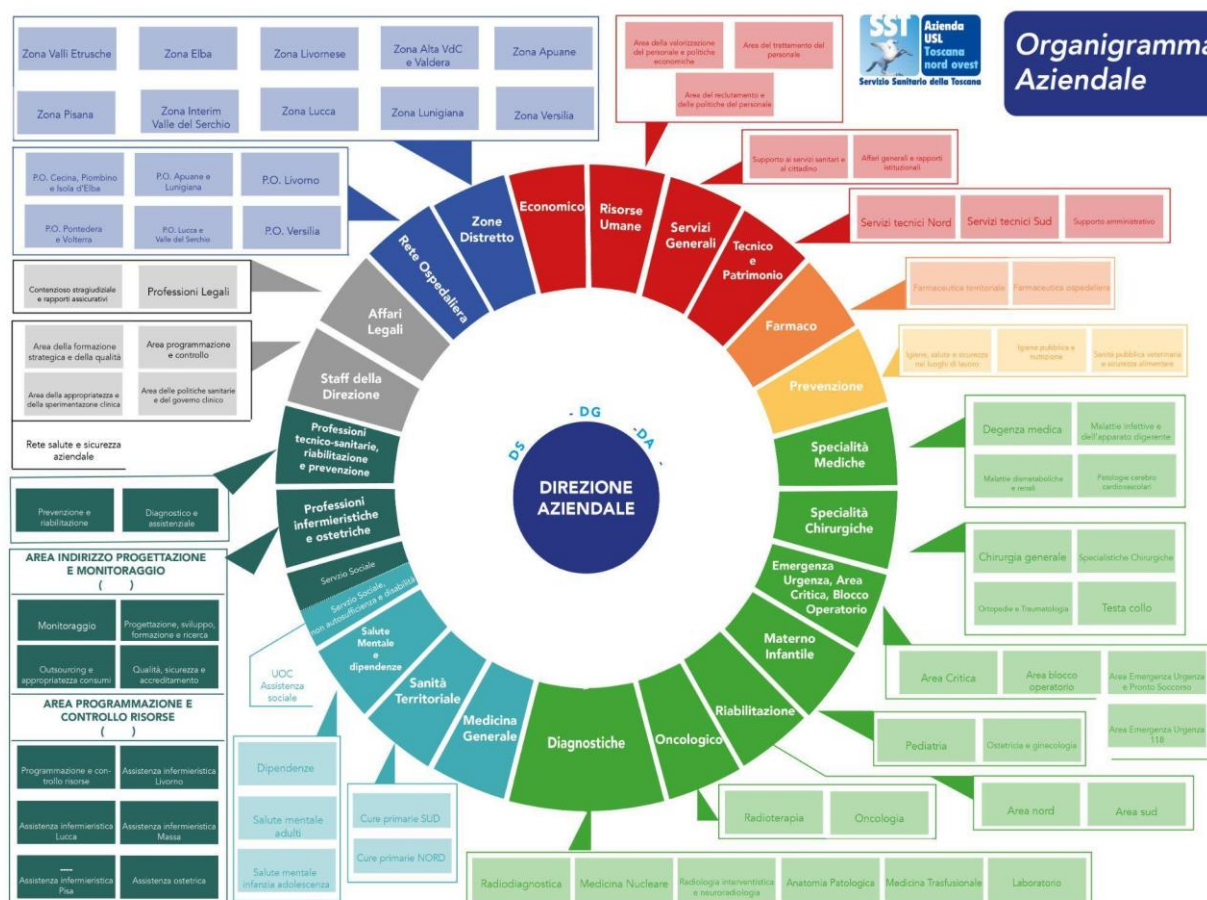 Zona Valli Etrusche
Zona Elba
Zona Livornese
Zona Alta VdC
e Valdera
Zona Apuane
Zona Pisana
Zona Interim
Valle del Serchio
Zona Lucca
Zona Lunigiana
Zona Versilia
Area della valorizzazione
del personale e politiche
economiche
Area del trattamento del
personale
Area del reclutamento e
delle politiche del personale
SST
Azienda
USL
Toscana
nord ovest
Servizio Sanitario della Toscana
Organigramma
Aziendale
P.O. Cecina, Piombino
e Isola d'Elba
P.O. Apuane e
Lunigiana
P.O. Livorno
P.O. Pontedera
e Volterra
P.O. Lucca e
Valle del Serchio
P.O. Versilia
Supporto ai servizi sanitari e
al cittadino
Affari generali e rapporti
istituzionali
Servizi tecnici Nord
Servizi tecnici Sud
Supporto amministrativo
Contenzioso stragiudiziale
e rapporti assicurativi
Professioni Legali
Farmaceutica territoriale
Farmaceutica ospedaliera
Area della formazione
strategica e della qualità
Area programmazione
e controllo
Area della appropriatezza e
della sperimentazone clinica
Area delle politiche sanitarie
e del governo clinico
Rete salute e sicurezza
aziendale
Igiene, salute e sicurezza
nei luoghi di lavoro
Igiene pubblica e
nutrizione
Sanità pubblica veterinaria
e sicurezza alimentare
Economico
Risorse
Umane
Servizi
Generali
Tecnico
e
Patrimonio
Farmaco
Prevenzione
Specialità
Mediche
Specialità
Chirurgiche
Emergenza
Urgenza, Area
Critica, Blocco
Operatorio
Materno
Infantile
Riabilitazione
Oncologico
Diagnostiche
Medicina
Generale
Sanità
Territoriale
Salute
Mentale
e
dipendenze
Servizio Sociale,
non autosufficienza e disabilità
Servizio Sociale
Professioni
infermieristiche
e ostetriche
Professioni
tecnico-sanitarie,
riabilitazione
e prevenzione
Staff della
Direzione
Affari
Legali
Rete Ospedaliera
Zone
Distretto
DS
- DG
-DA-
DIREZIONE
AZIENDALE
Degenza medica
Malattie infettive e
dell'apparato digerente
Malattie dismetaboliche
e renali
Patologie cerebro
cardiovascolari
Chirurgia generale
Specialistiche Chirurgiche
Ortopedie e Traumatologia
Testa collo
Area Critica
Area blocco
operatorio
Area Emergenza Urgenza
e Pronto Soccorso
Area Emergenza Urgenza
118
Pediatria
Ostetricia e ginecologia
Area nord
Area sud
Radioterapia
Oncologia
Radiodiagnostica
Medicina Nucleare
Radiologia interventistica
e neuroradiologia
Anatomia Patologica
Medicina Trasfusionale
Laboratorio
Prevenzione e
riabilitazione
Diagnostico e
assistenziale
AREA INDIRIZZO PROGETTAZIONE
E MONITORAGGIO
( )
Monitoraggio
Progettazione, sviluppo,
formazione e ricerca
Outsourcing e
appropriatezza consumi
Qualità, sicurezza e
accreditamento
AREA PROGRAMMAZIONE E
CONTROLLO RISORSE
( )
Programmazione e con-
trollo risorse
Assistenza infermieristica
Livorno
Assistenza infermieristica
Lucca
Assistenza infermieristica
Massa
Assistenza infermieristica
Pisa
Assistenza ostetrica
UOC
Assistenza
sociale
Dipendenze
Salute mentale
adulti
Salute mentale
infanzia adolescenza
Cure primarie SUD
Cure primarie NORD